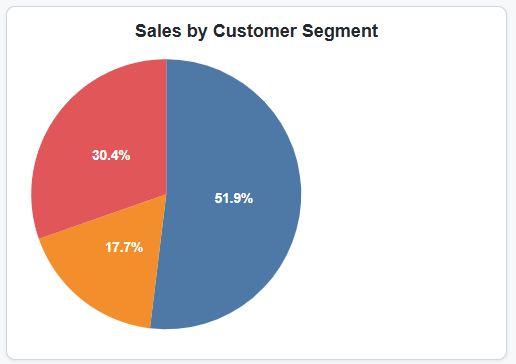 Sales by Customer Segment
30.4%
51.9%
17.7%